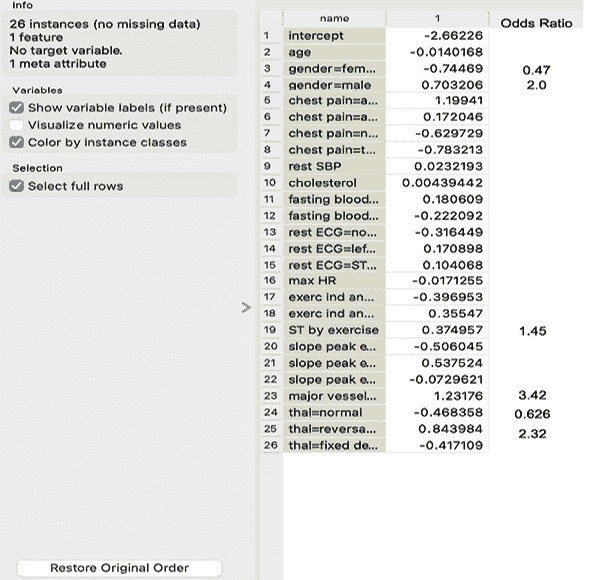 Info
26 instances (no missing data)
1 feature
No target variable.
1 meta attribute
Variables
Show variable labels (if present)
Visualize numeric values
Color by instance classes
Selection
Select full rows
>
Restore Original Order
name 1 Odds Ratio
1 intercept -2.66226
2 age -0.0140168
3 gender=fem... -0.74469 0.47
4 gender=male 0.703206 2.0
5 chest pain=a... 1.19941
6 chest pain=a... 0.172046
7 chest pain=n... -0.629729
8 chest pain=t... -0.783213
9 rest SBP 0.0232193
10 cholesterol 0.00439442
11 fasting blood... 0.180609
12 fasting blood... -0.222092
13 rest ECG=no... -0.316449
14 rest ECG=lef... 0.170898
15 rest ECG=ST... 0.104068
16 max HR -0.0171255
17 exerc ind an... -0.396953
18 exerc ind an... 0.35547
19 ST by exercise 0.374957 1.45
20 slope peak e... -0.506045
21 slope peak e... 0.537524
22 slope peak e... -0.0729621
23 major vessel... 1.23176 3.42
24 thal=normal -0.468358 0.626
25 thal=reversa... 0.843984 2.32
26 thal=fixed de... -0.417109